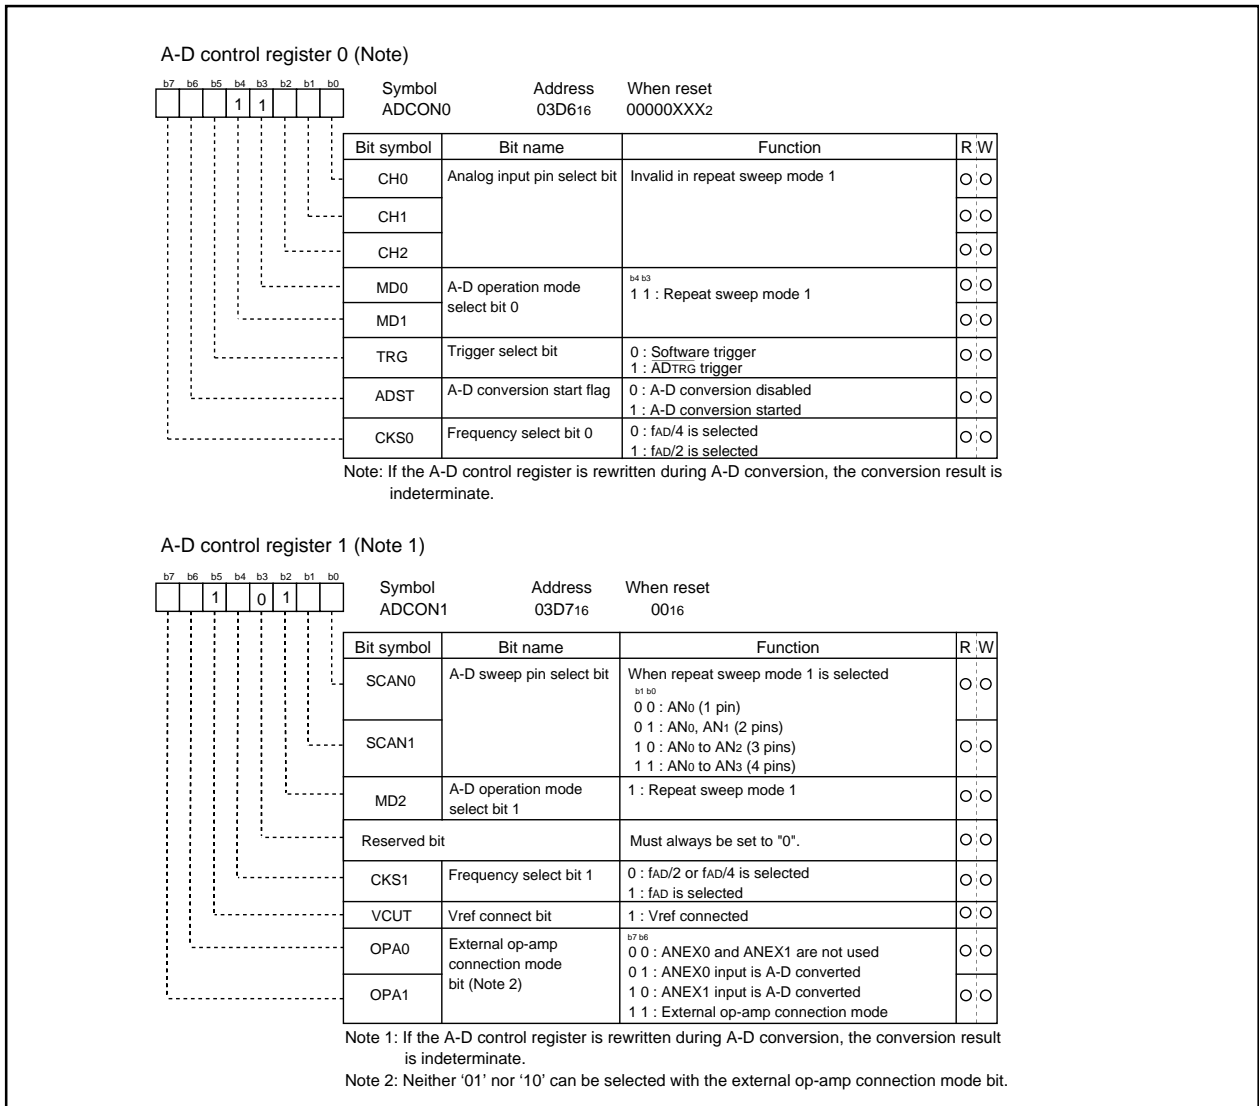 A-D control register 0 (Note)
b7 b6 b5 b4 b3 b2 b1 b0
1 1
Symbol Address When reset
ADCON0 03D616 00000XXX2
Bit symbol Bit name Function R W
CH0 Analog input pin select bit Invalid in repeat sweep mode 1
CH1
CH2
MD0 A-D operation mode select bit 0 b4 b3
1 1 : Repeat sweep mode 1
MD1
TRG Trigger select bit 0 : Software trigger
1 : ADTRG trigger
ADST A-D conversion start flag 0 : A-D conversion disabled
1 : A-D conversion started
CKS0 Frequency select bit 0 0 : fAD/4 is selected
1 : fAD/2 is selected
Note: If the A-D control register is rewritten during A-D conversion, the conversion result is
indeterminate.
A-D control register 1 (Note 1)
b7 b6 b5 b4 b3 b2 b1 b0
1 0 1
Symbol Address When reset
ADCON1 03D716 0016
Bit symbol Bit name Function R W
SCAN0 A-D sweep pin select bit When repeat sweep mode 1 is selected
b1 b0
0 0 : AN0 (1 pin)
0 1 : AN0, AN1 (2 pins)
SCAN1 1 0 : AN0 to AN2 (3 pins)
1 1 : AN0 to AN3 (4 pins)
MD2 A-D operation mode select bit 1 1 : Repeat sweep mode 1
Reserved bit Must always be set to "0".
CKS1 Frequency select bit 1 0 : fAD/2 or fAD/4 is selected
1 : fAD is selected
VCUT Vref connect bit 1 : Vref connected
OPA0 External op-amp connection mode bit (Note 2) b7 b6
0 0 : ANEX0 and ANEX1 are not used
0 1 : ANEX0 input is A-D converted
OPA1 1 0 : ANEX1 input is A-D converted
1 1 : External op-amp connection mode
Note 1: If the A-D control register is rewritten during A-D conversion, the conversion result
is indeterminate.
Note 2: Neither ‘01’ nor ‘10’ can be selected with the external op-amp connection mode bit.